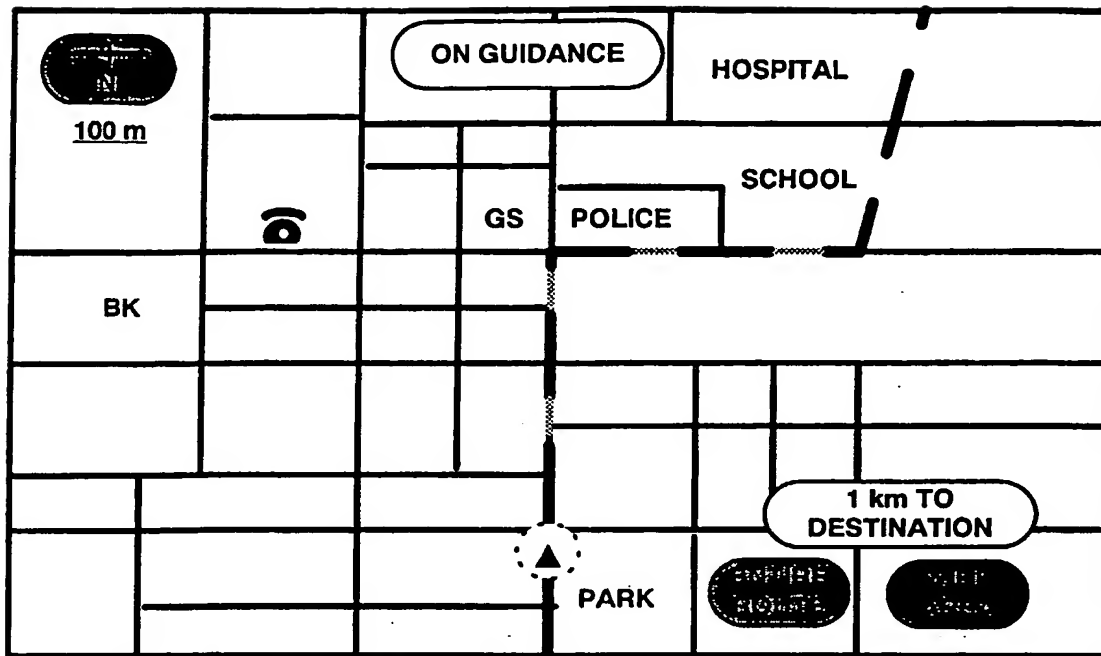 ON GUIDANCE
N
HOSPITAL
100 m
SCHOOL
GS
POLICE
BK
1 km TO
DESTINATION
PARK